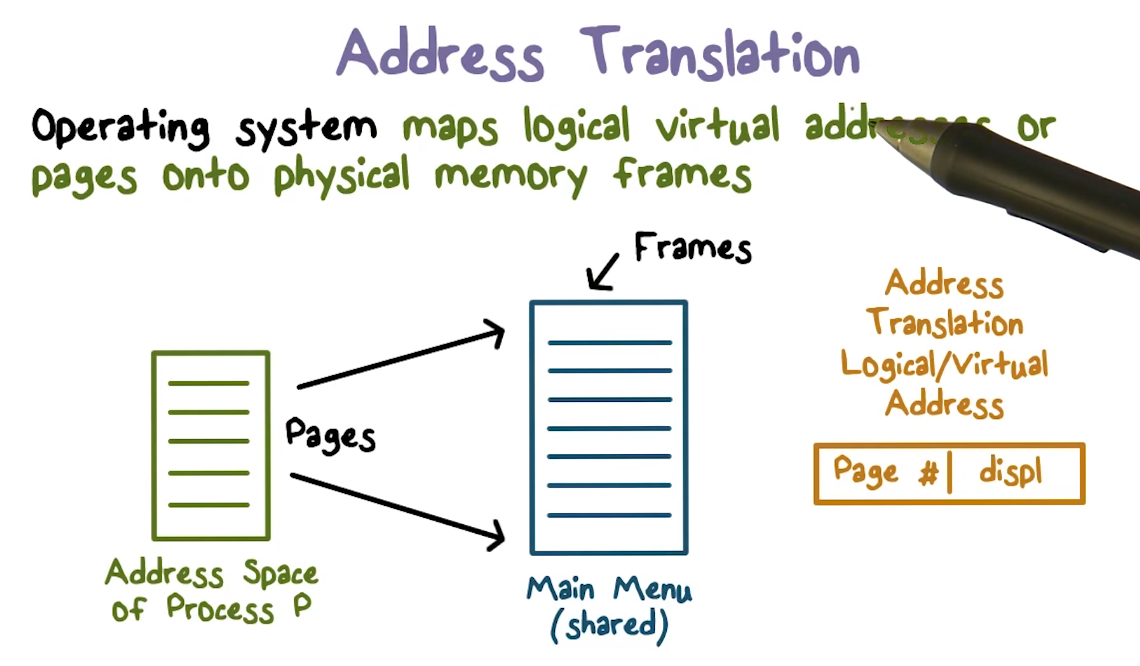 Address Translation
Operating system maps logical virtual addresses or
pages onto physical memory frames
Frames
Pages
Address Space
of Process P
Main Menu
(shared)
Address
Translation
Logical/Virtual
Address
Page # | displ